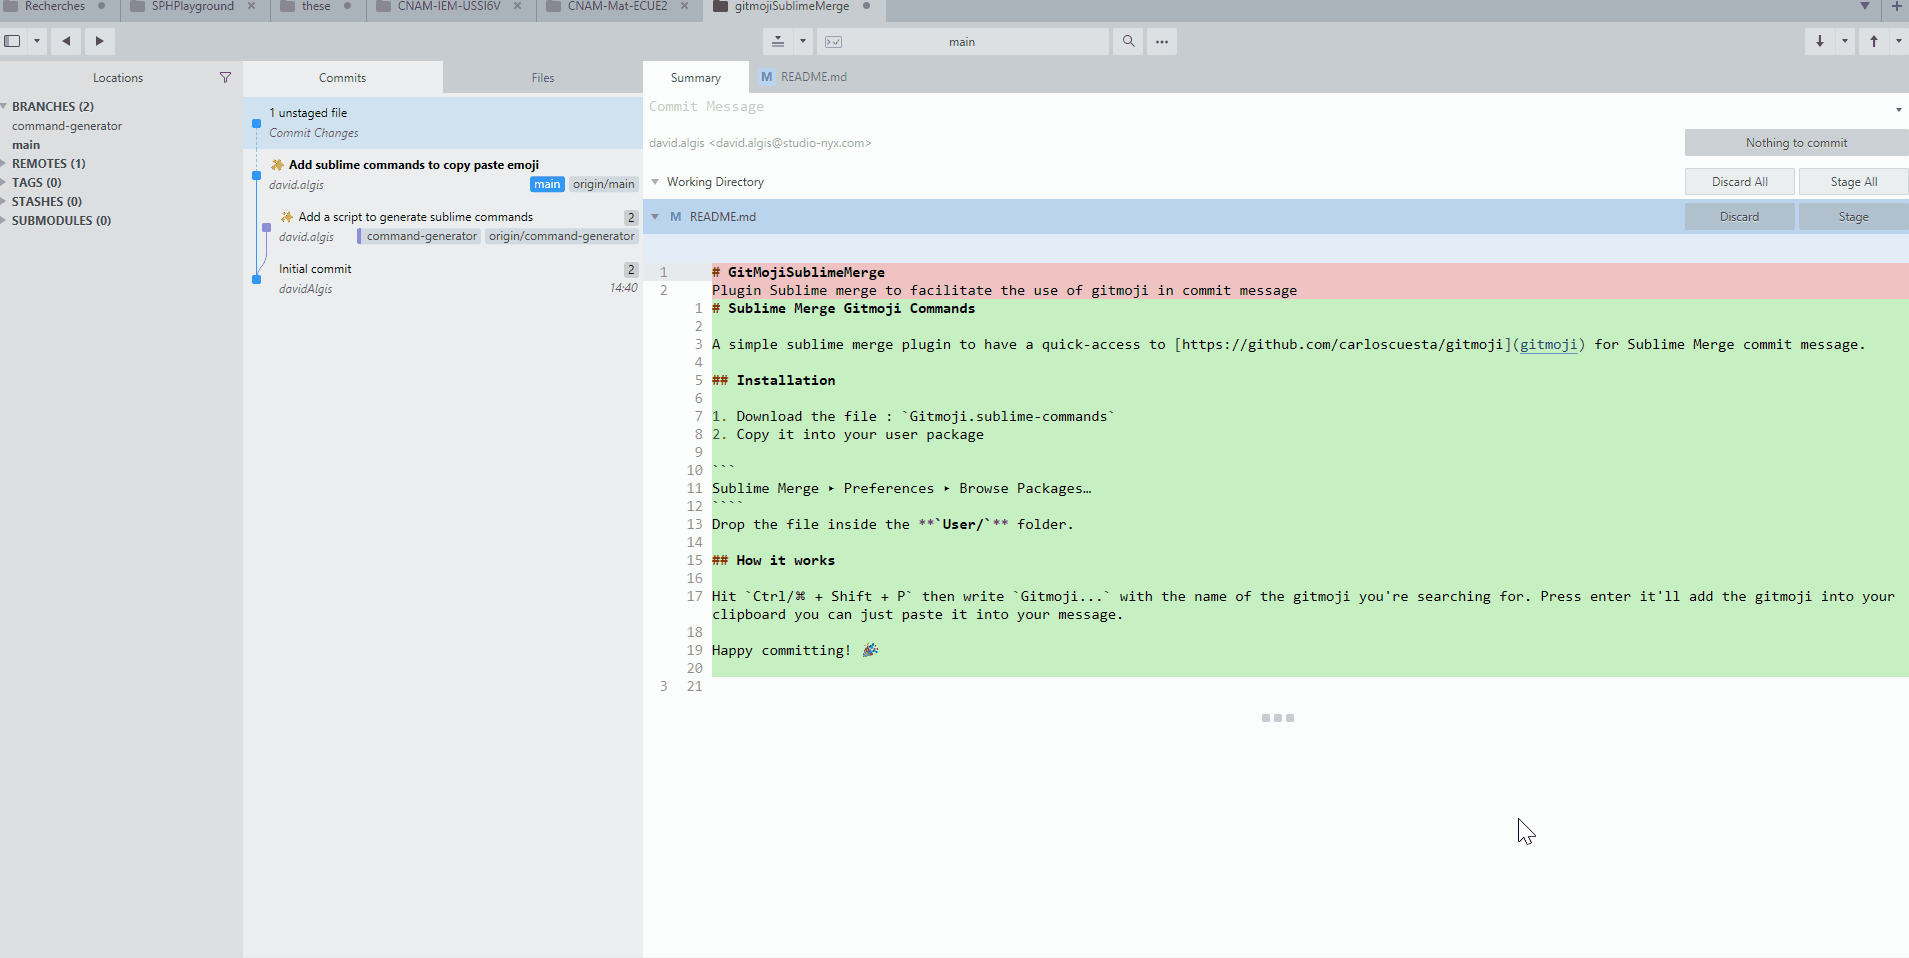 Recherches
SPHPlayground
these
CNAM-IEM-USSI6V
CNAM-Mat-ECUE2
gitmojiSublimeMerge
main
Locations
Commits
Files
Summary
M README.md
BRANCHES (2)
command-generator
main
REMOTES (1)
TAGS (0)
STASHES (0)
SUBMODULES (0)
1 unstaged file
Commit Changes
✨ Add sublime commands to copy paste emoji
david.algis main origin/main
✨ Add a script to generate sublime commands 2
david.algis command-generator origin/command-generator
Initial commit 2
davidAlgis 14:40
Commit Message
david.algis <david.algis@studio-nyx.com>
Nothing to commit
Working Directory
Discard All
Stage All
M README.md
Discard
Stage
1 # GitMojiSublimeMerge
2 Plugin Sublime merge to facilitate the use of gitmoji in commit message
1 # Sublime Merge Gitmoji Commands
2
3 A simple sublime merge plugin to have a quick-access to [https://github.com/carloscuesta/gitmoji](gitmoji) for Sublime Merge commit message.
4
5 ## Installation
6
7 1. Download the file : `Gitmoji.sublime-commands`
8 2. Copy it into your user package
9
10 ```
11 Sublime Merge ▸ Preferences ▸ Browse Packages…
12 ````
13 Drop the file inside the **`User/`** folder.
14
15 ## How it works
16
17 Hit `Ctrl/⌘ + Shift + P` then write `Gitmoji...` with the name of the gitmoji you're searching for. Press enter it'll add the gitmoji into your
clipboard you can just paste it into your message.
18
19 Happy committing! 🎉
20
3 21